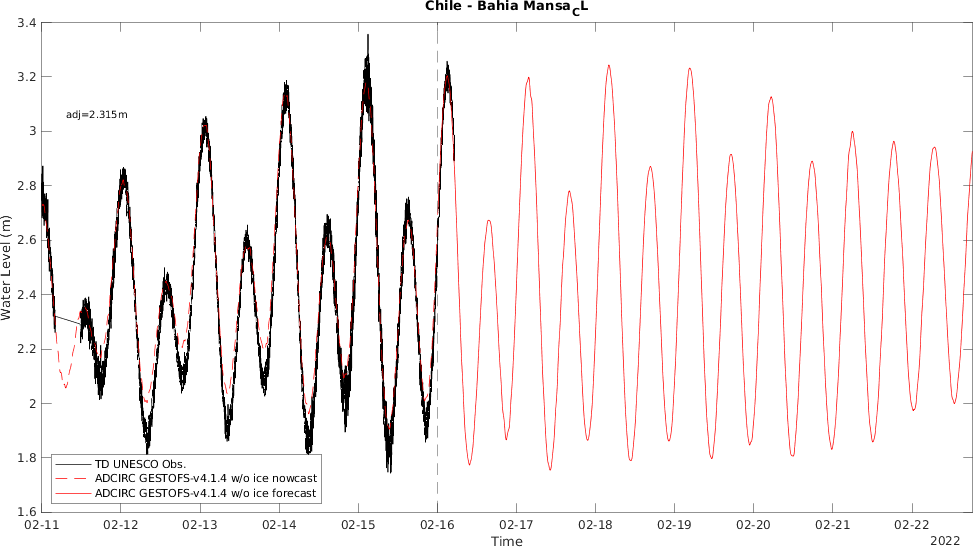 Chile - Bahia Mansa_CL
3.4
3.2
3
2.8
2.6
2.4
2.2
2
1.8
1.6
Water Level (m)
adj=2.315m
TD UNESCO Obs.
ADCIRC GESTOFS-v4.1.4 w/o ice nowcast
ADCIRC GESTOFS-v4.1.4 w/o ice forecast
02-11 02-12 02-13 02-14 02-15 02-16 02-17 02-18 02-19 02-20 02-21 02-22
Time
2022